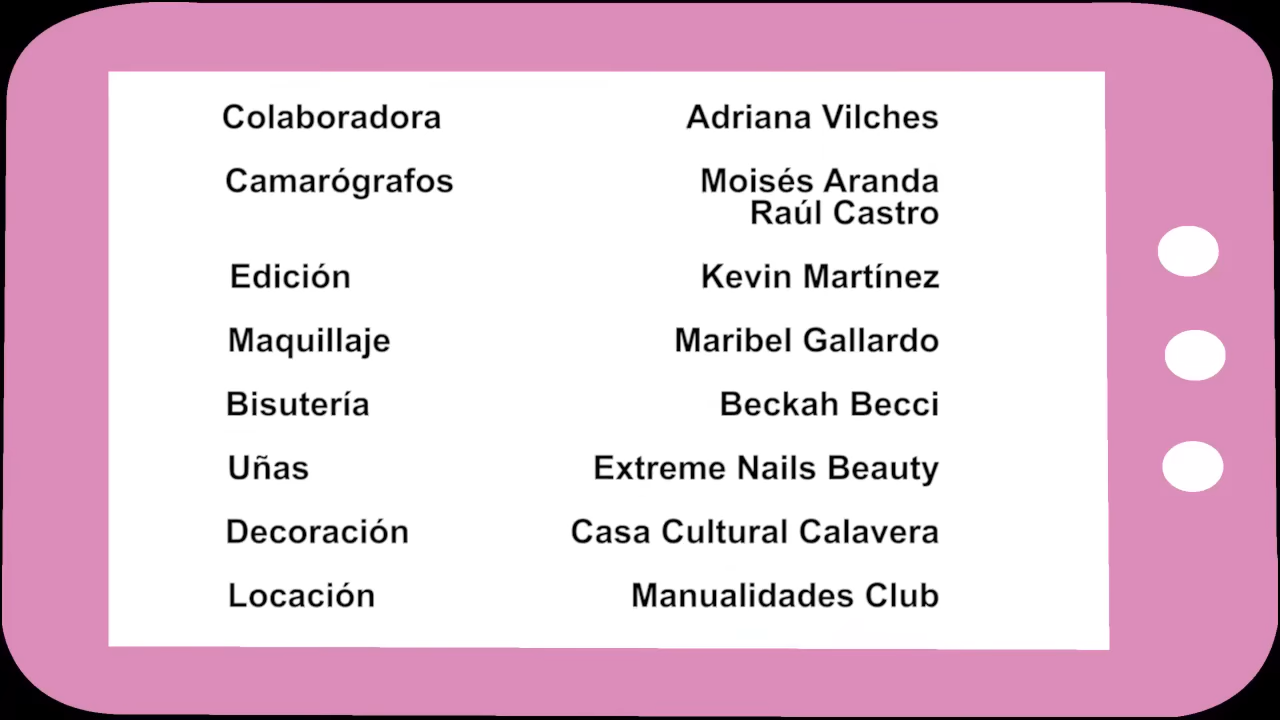 Colaboradora Adriana Vilches
Camarógrafos Moisés Aranda
Raúl Castro
Edición Kevin Martínez
Maquillaje Maribel Gallardo
Bisutería Beckah Becci
Uñas Extreme Nails Beauty
Decoración Casa Cultural Calavera
Locación Manualidades Club